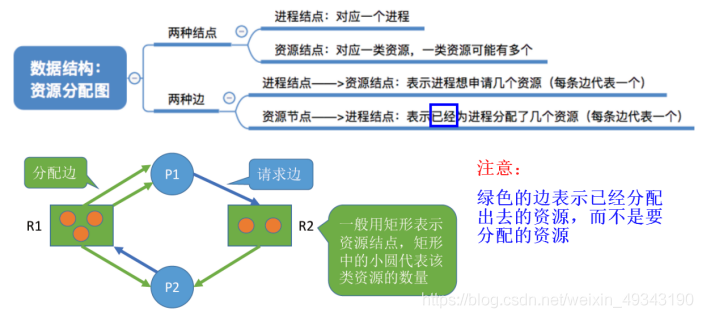 数据结构：
资源分配图
两种结点
进程结点：对应一个进程
资源结点：对应一类资源，一类资源可能有多个
两种边
进程结点——>资源结点：表示进程想申请几个资源（每条边代表一个）
资源节点——>进程结点：表示已经为进程分配了几个资源（每条边代表一个）
分配边
P1
请求边
R1
R2
P2
一般用矩形表示
资源结点，矩形
中的小圆代表该
类资源的数量
注意：
绿色的边表示已经分配
出去的资源，而不是要
分配的资源
https://blog.csdn.net/weixin_49343190